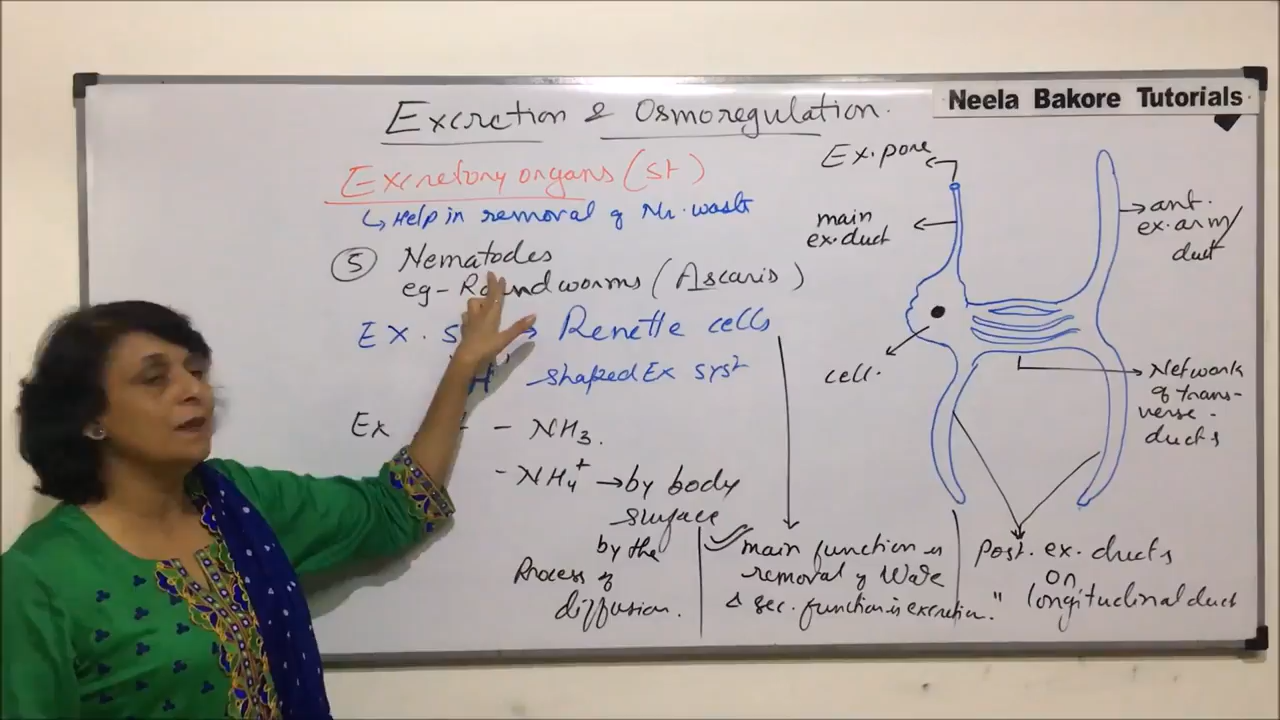 Neela Bakore Tutorials
Excretion & Osmoregulation.
Excretory organs (st)
↳ Help in removal of Nr. waste
⑤ Nematodes
eg - Roundworms (Ascaris)
Ex. s → Renette cells
'H' shaped Ex syst
Ex - NH₃.
- NH₄⁺ → by body
surface
by the
Process of
diffusion.
main function is
removal of
& sec. function is excretion."
Ex. pore
main
ex. duct
cell.
ant.
ex. arm/
duct
Network
of trans-
verse -
ducts
Post. ex. ducts
or
longitudinal duct